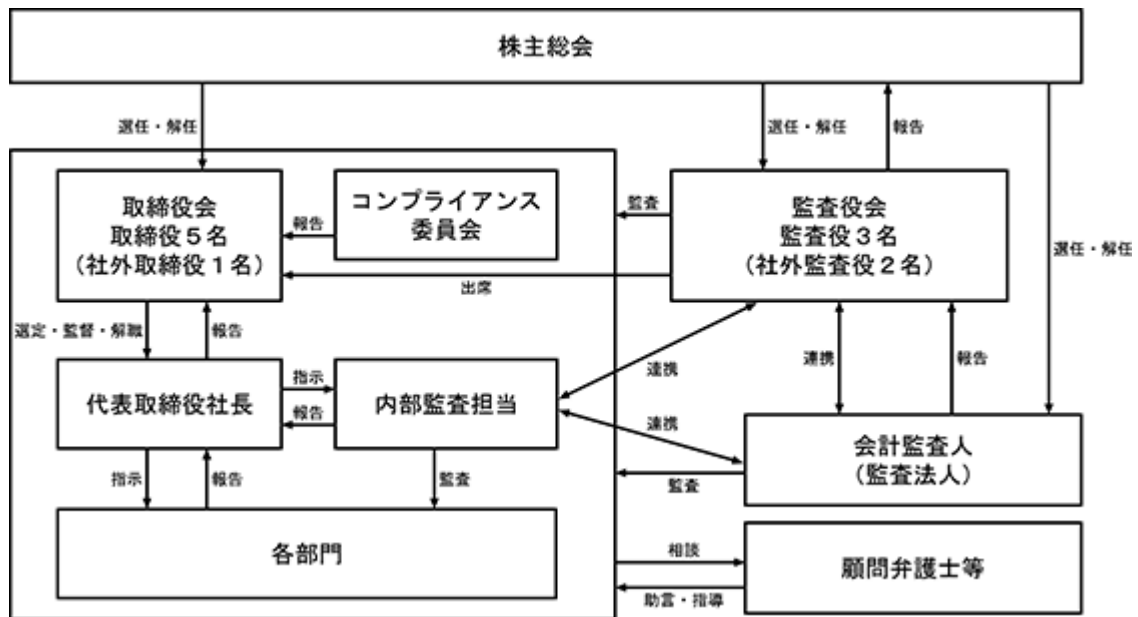 株主総会
選任・解任
選任・解任
報告
選任・解任
取締役会
取締役5名
(社外取締役1名)
報告
コンプライアンス
委員会
監査
監査役会
監査役3名
(社外監査役2名)
出席
選定・監督・解職
報告
連携
連携
報告
代表取締役社長
指示
報告
内部監査担当
連携
会計監査人
(監査法人)
監査
指示
報告
監査
各部門
相談
助言・指導
顧問弁護士等